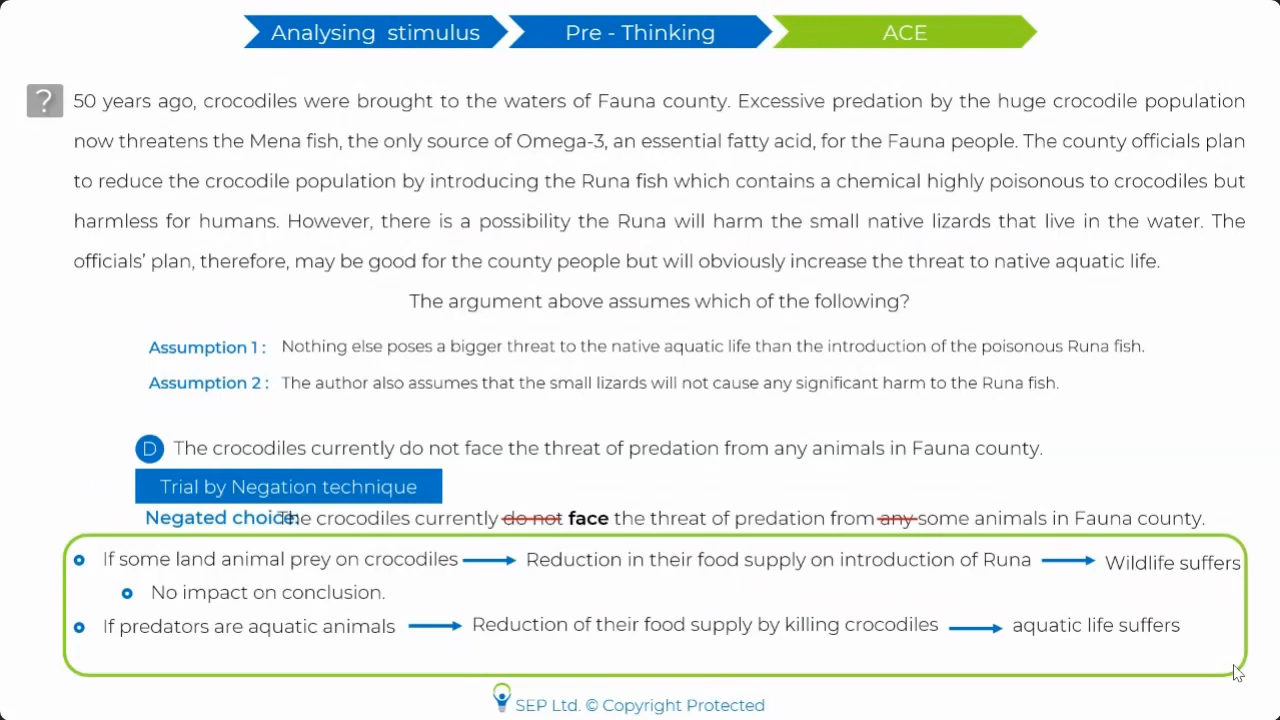 Analysing stimulus
Pre - Thinking
ACE
?
50 years ago, crocodiles were brought to the waters of Fauna county. Excessive predation by the huge crocodile population
now threatens the Mena fish, the only source of Omega-3, an essential fatty acid, for the Fauna people. The county officials plan
to reduce the crocodile population by introducing the Runa fish which contains a chemical highly poisonous to crocodiles but
harmless for humans. However, there is a possibility the Runa will harm the small native lizards that live in the water. The
officials' plan, therefore, may be good for the county people but will obviously increase the threat to native aquatic life.
The argument above assumes which of the following?
Assumption 1 : Nothing else poses a bigger threat to the native aquatic life than the introduction of the poisonous Runa fish.
Assumption 2 : The author also assumes that the small lizards will not cause any significant harm to the Runa fish.
D The crocodiles currently do not face the threat of predation from any animals in Fauna county.
Trial by Negation technique
Negated choice: The crocodiles currently do not face the threat of predation from any some animals in Fauna county.
If some land animal prey on crocodiles Reduction in their food supply on introduction of Runa Wildlife suffers
No impact on conclusion.
If predators are aquatic animals Reduction of their food supply by killing crocodiles aquatic life suffers
SEP Ltd. © Copyright Protected